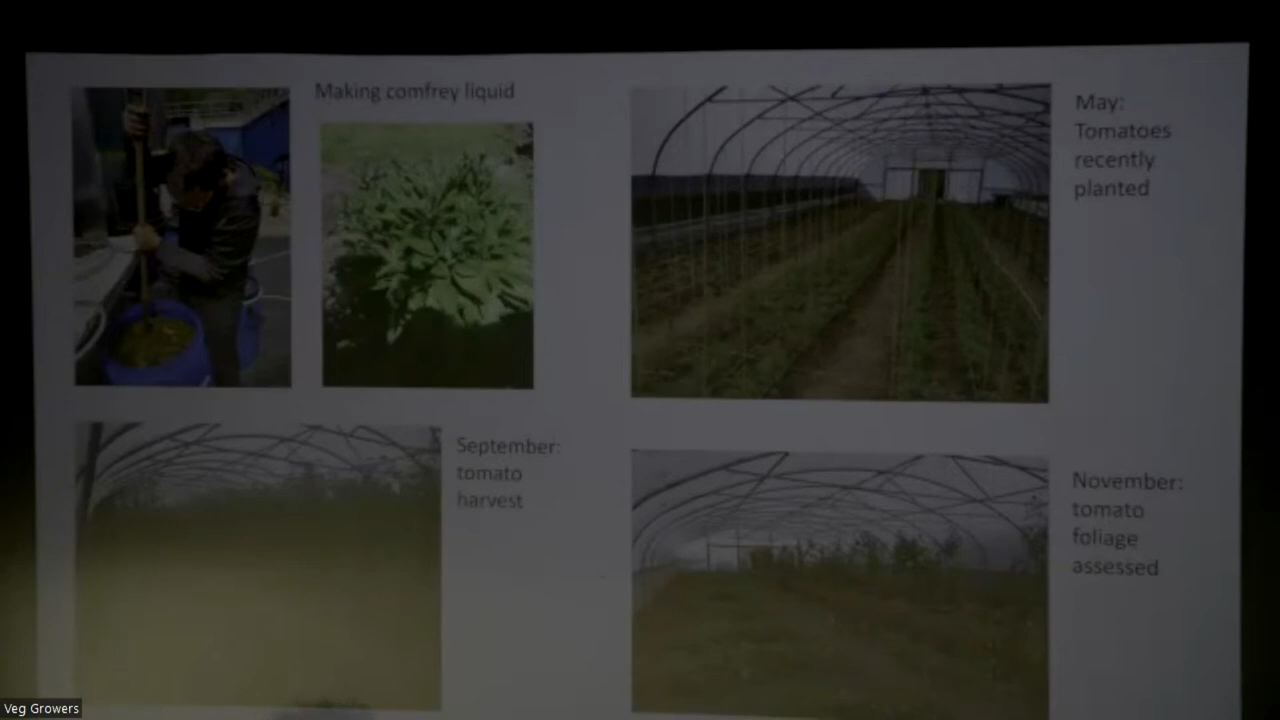 Making comfrey liquid
May:
Tomatoes
recently
planted
September:
tomato
harvest
November:
tomato
foliage
assessed
Veg Growers